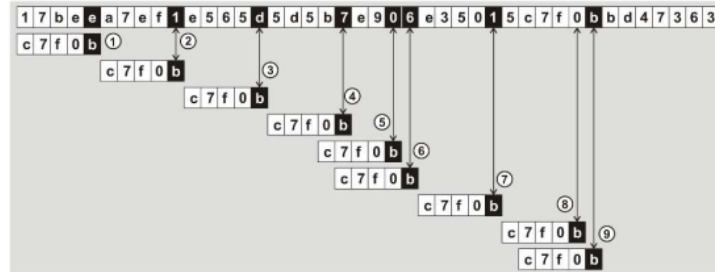 1 7 b e e a 7 e f 1 e 5 6 5 d 5 d 5 b 7 e 9 0 6 e 3 5 0 1 5 c 7 f 0 b b d 4 7 3 6 3
c 7 f 0 b ①
c 7 f 0 b ②
c 7 f 0 b ③
c 7 f 0 b ④
c 7 f 0 b ⑤
c 7 f 0 b ⑥
c 7 f 0 b ⑦
c 7 f 0 b ⑧
c 7 f 0 b ⑨